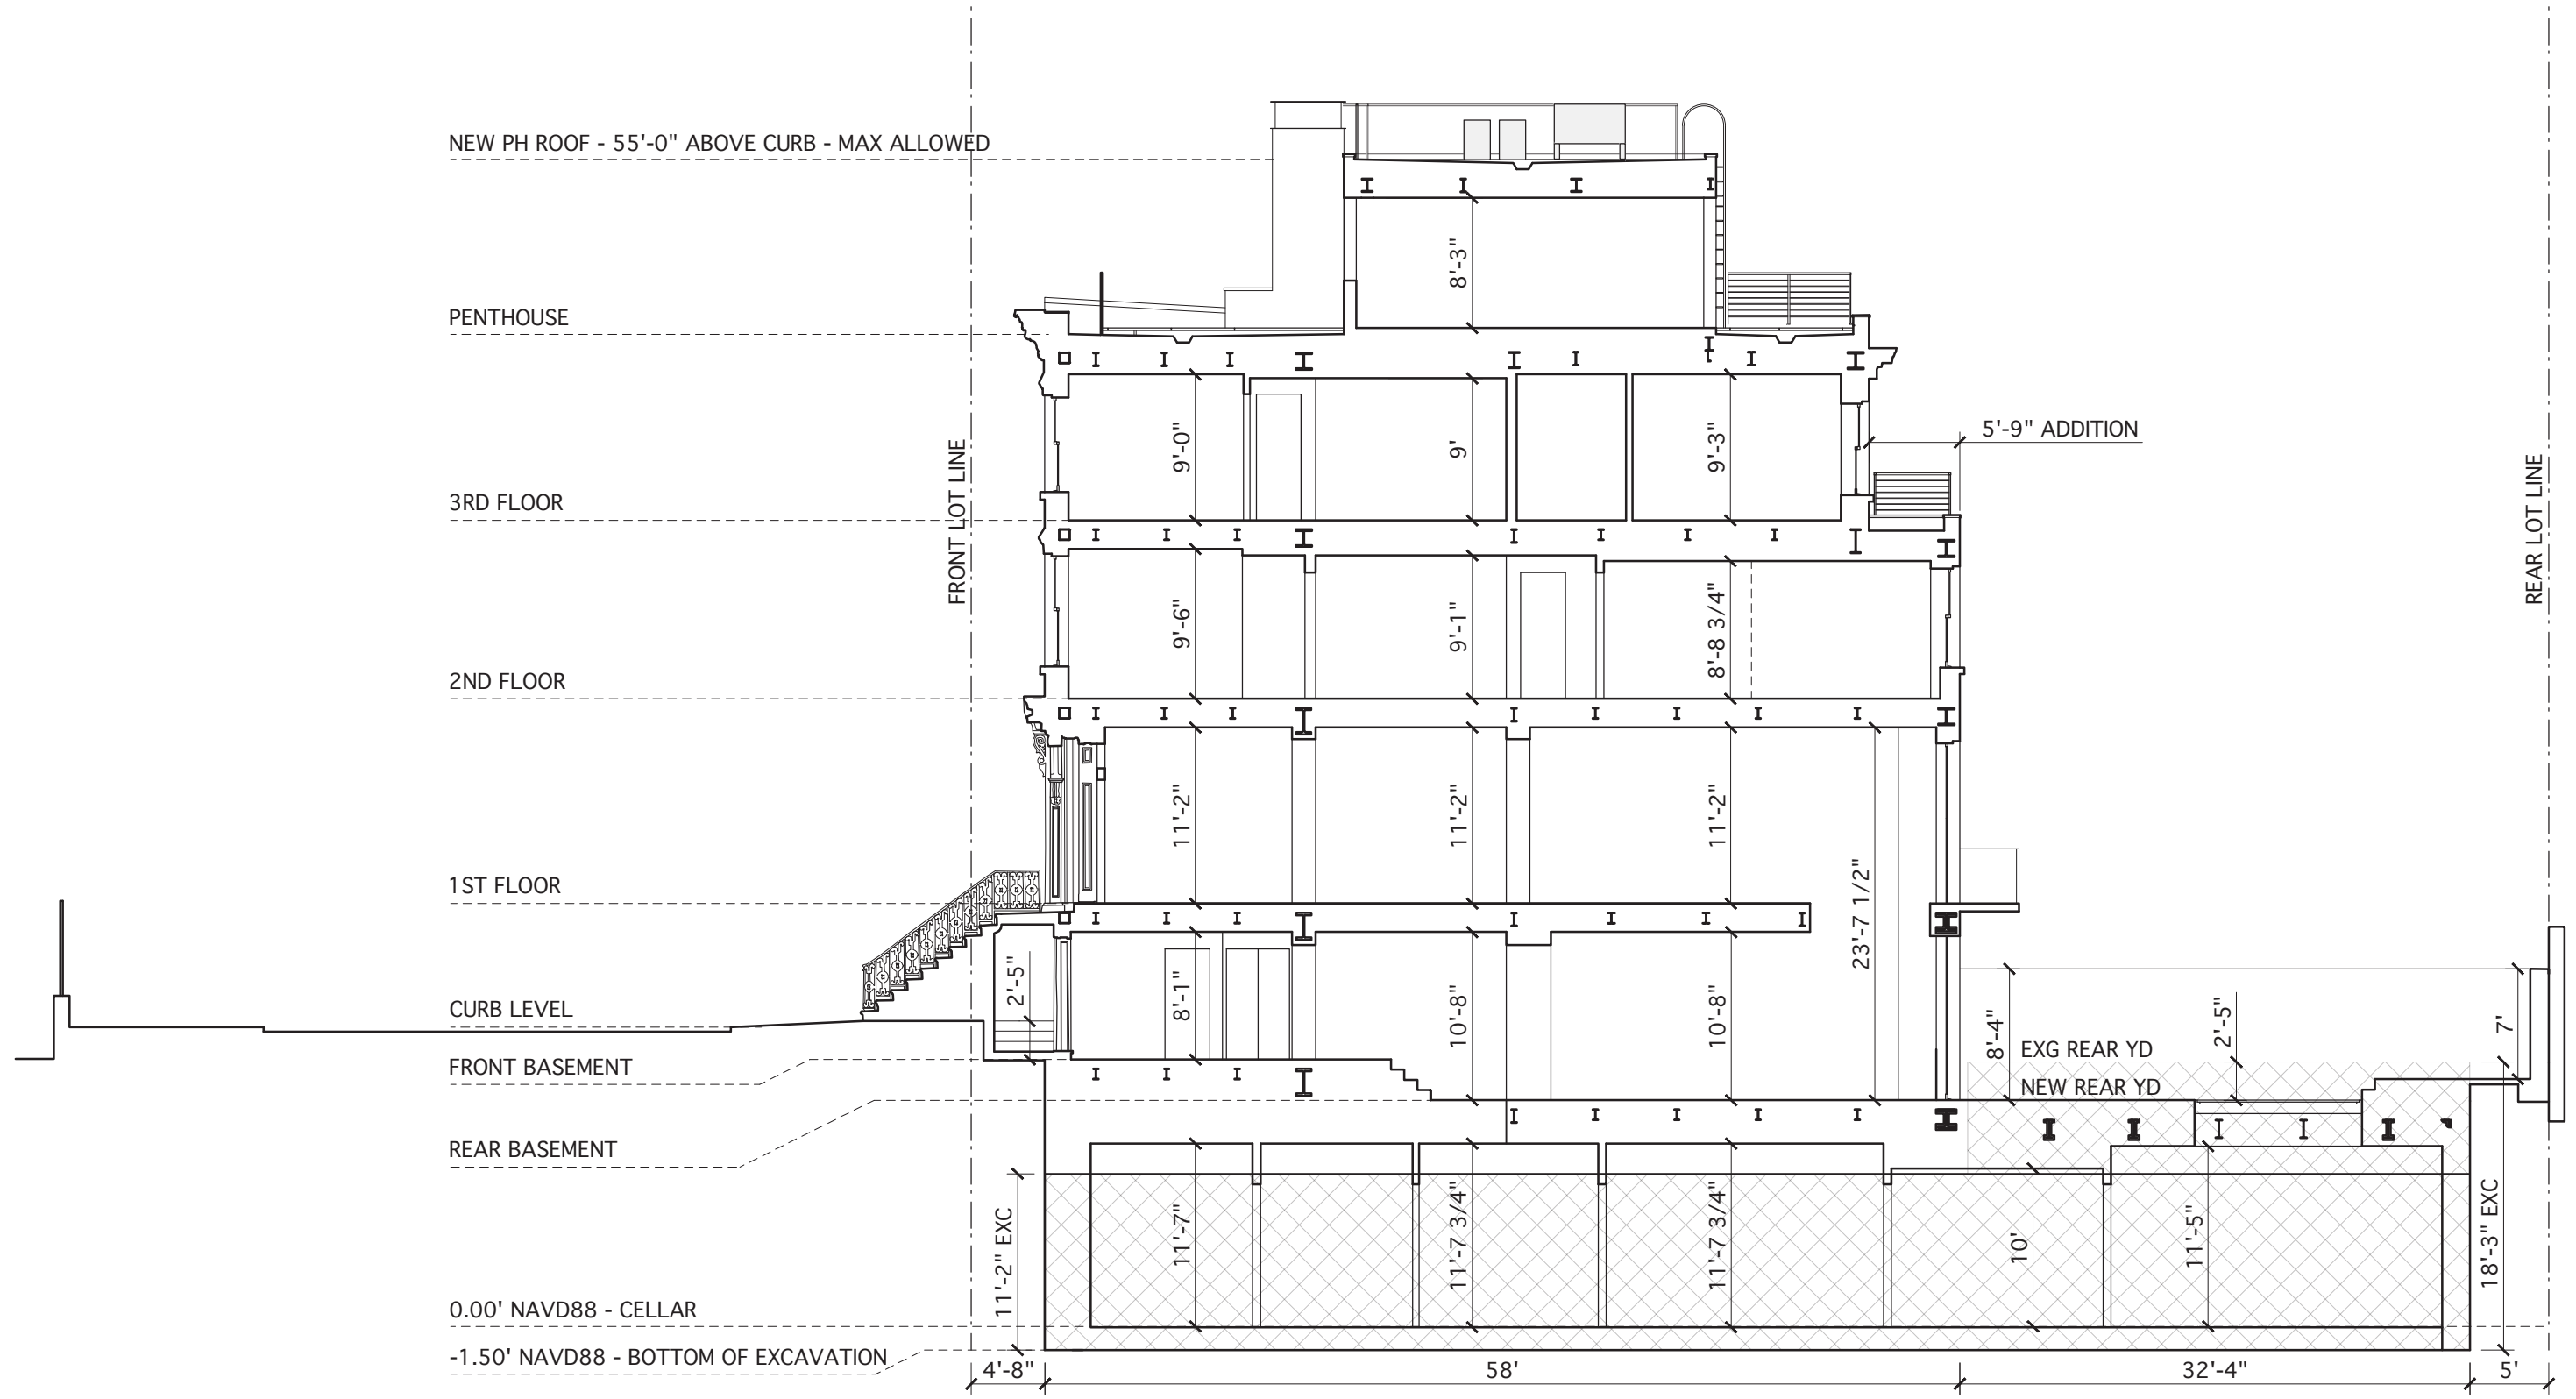 NEW PH ROOF - 55'-0" ABOVE CURB - MAX ALLOWED
8'-3"
PENTHOUSE
9'-0"
9'
9'-3"
5'-9" ADDITION
FRONT LOT LINE
REAR LOT LINE
3RD FLOOR
9'-6"
9'-1"
8'-8 3/4"
2ND FLOOR
11'-2"
11'-2"
11'-2"
23'-7 1/2"
1ST FLOOR
2'-5"
8'-1"
10'-8"
10'-8"
8'-4"
2'-5"
7'
CURB LEVEL
EXG REAR YD
FRONT BASEMENT
NEW REAR YD
REAR BASEMENT
11'-2" EXC
11'-7"
11'-7 3/4"
11'-7 3/4"
10'
11'-5"
18'-3" EXC
0.00' NAVD88 - CELLAR
-1.50' NAVD88 - BOTTOM OF EXCAVATION
4'-8"
58'
32'-4"
5'